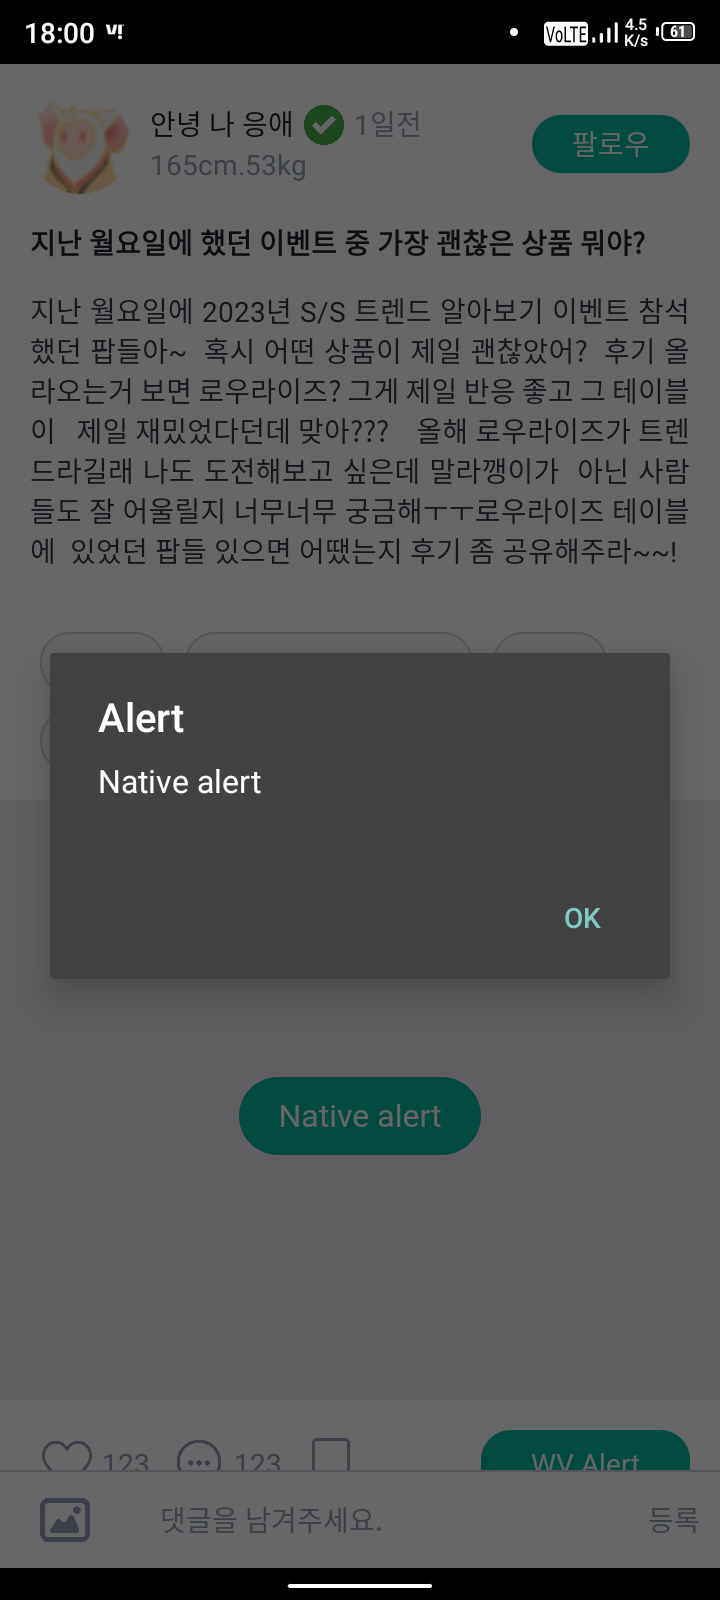 18:00
VoLTE
4.5
K/s
61
안녕 나 응애 1일전
165cm.53kg
팔로우
지난 월요일에 했던 이벤트 중 가장 괜찮은 상품 뭐야?
지난 월요일에 2023년 S/S 트렌드 알아보기 이벤트 참석
했던 팝들아~ 혹시 어떤 상품이 제일 괜찮았어? 후기 올
라오는거 보면 로우라이즈? 그게 제일 반응 좋고 그 테이블
이 제일 재밌었다던데 맞아??? 올해 로우라이즈가 트렌
드라길래 나도 도전해보고 싶은데 말라깽이가 아닌 사람
들도 잘 어울릴지 너무너무 궁금해ㅜㅜ로우라이즈 테이블
에 있었던 팝들 있으면 어땠는지 후기 좀 공유해주라~~!
Alert
Native alert
OK
Native alert
123
123
WV Alert
댓글을 남겨주세요.
등록